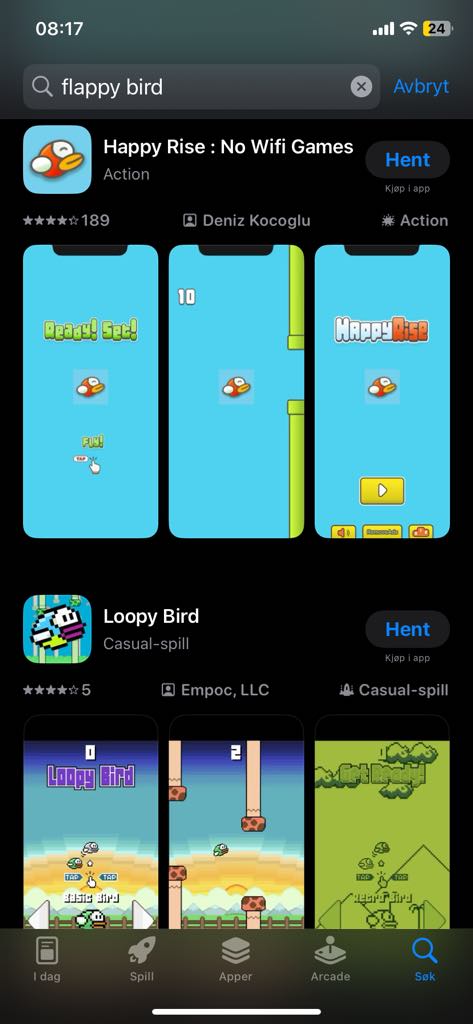 08:17
24
flappy bird
Avbryt
Happy Rise : No Wifi Games
Action
Hent
Kjøp i app
★★★★☆ 189
Deniz Kocoglu
Action
Ready! Set!
FLY!
TAP
10
HappyRise
RemoveAds
Loopy Bird
Casual-spill
Hent
Kjøp i app
★★★★☆ 5
Empoc, LLC
Casual-spill
0
Loopy Bird
TAP TAP
Basic Bird
2
Get Ready!
TAP TAP
Retro Bird
I dag
Spill
Apper
Arcade
Søk